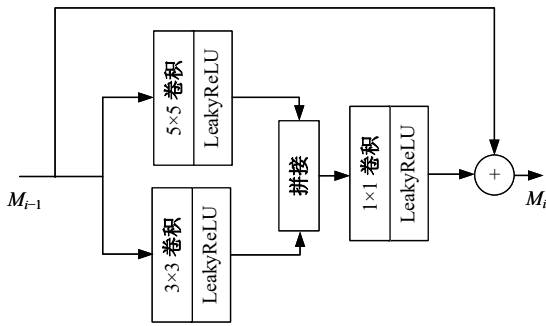 5×5 卷积
LeakyReLU
M_{i−1}
3×3 卷积
LeakyReLU
拼接
1×1 卷积
LeakyReLU
+
M_i